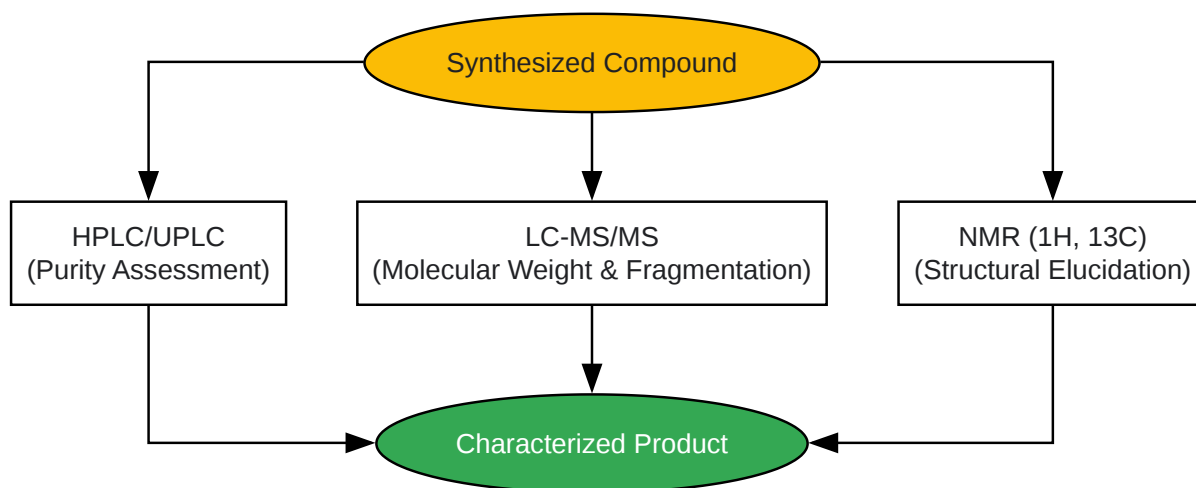 Synthesized Compound
HPLC/UPLC
(Purity Assessment)
LC-MS/MS
(Molecular Weight & Fragmentation)
NMR (1H, 13C)
(Structural Elucidation)
Characterized Product